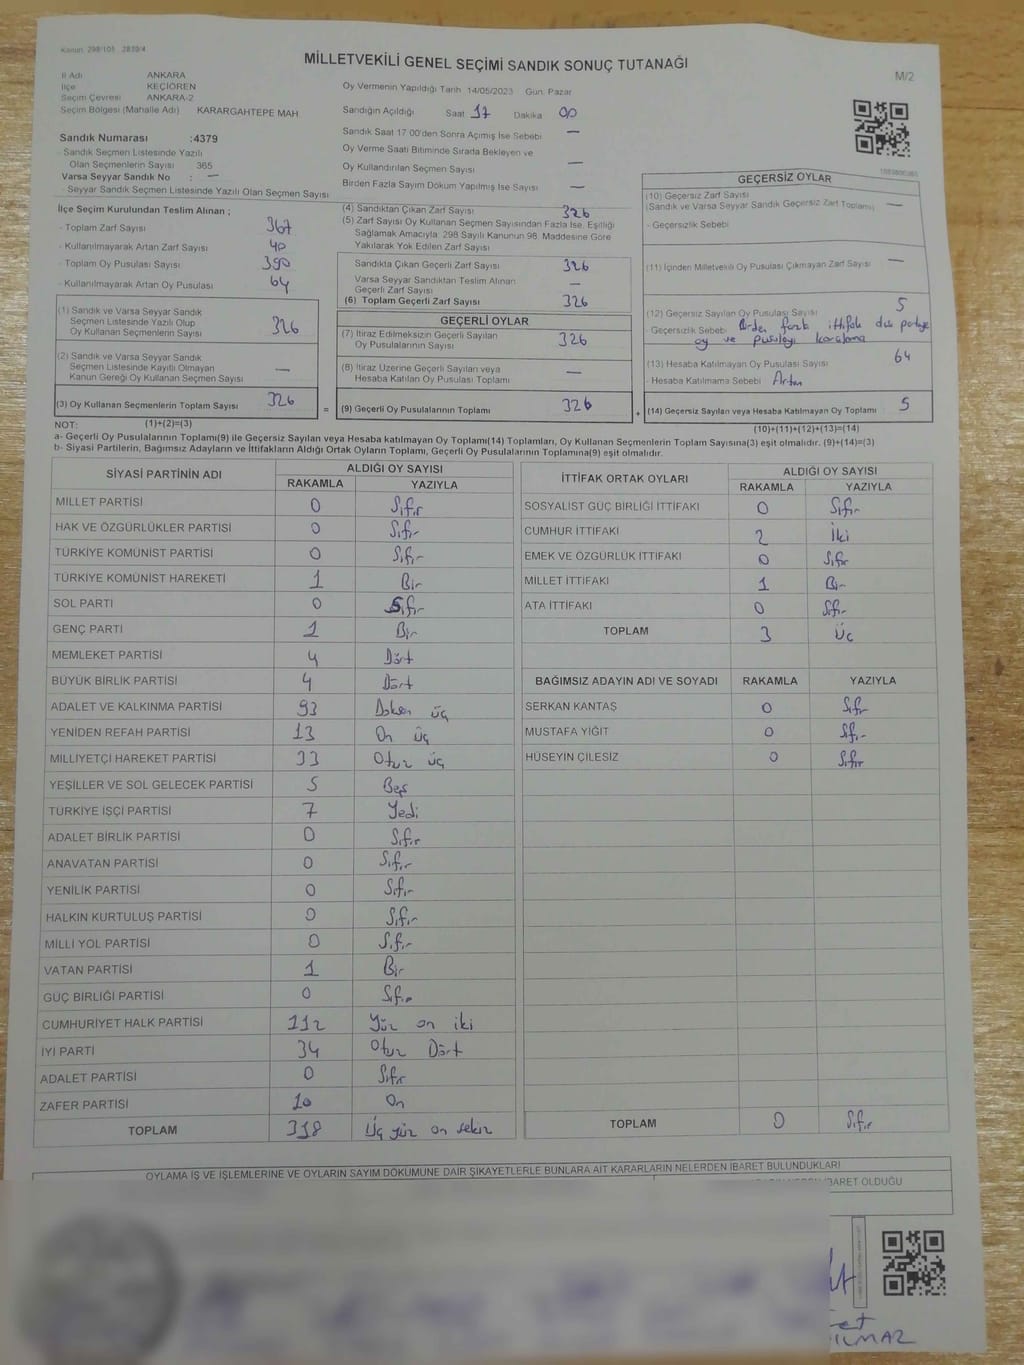 Kanun: 298/105 2839/4
MİLLETVEKİLİ GENEL SEÇİMİ SANDIK SONUÇ TUTANAĞI
M/2
İl Adı ANKARA
İlçe KEÇİÖREN
Seçim Çevresi ANKARA-2
Seçim Bölgesi (Mahalle Adı) KARARGAHTEPE MAH.
Sandık Numarası :4379
- Sandık Seçmen Listesinde Yazılı
Olan Seçmenlerin Sayısı 365
Varsa Seyyar Sandık No : —
- Seyyar Sandık Seçmen Listesinde Yazılı Olan Seçmen Sayısı
Oy Vermenin Yapıldığı Tarih 14/05/2023 Gün: Pazar
Sandığın Açıldığı Saat 17 Dakika 00
Sandık Saat 17.00'den Sonra Açılmış İse Sebebi —
Oy Verme Saati Bitiminde Sırada Bekleyen ve
Oy Kullandırılan Seçmen Sayısı —
Birden Fazla Sayım Döküm Yapılmış İse Sayısı —
İlçe Seçim Kurulundan Teslim Alınan ;
- Toplam Zarf Sayısı 367
- Kullanılmayarak Artan Zarf Sayısı 40
- Toplam Oy Pusulası Sayısı 390
- Kullanılmayarak Artan Oy Pusulası 64
(1) Sandık ve Varsa Seyyar Sandık
Seçmen Listesinde Yazılı Olup
Oy Kullanan Seçmenlerin Sayısı 326
(2) Sandık ve Varsa Seyyar Sandık
Seçmen Listesinde Kayıtlı Olmayan
Kanun Gereği Oy Kullanan Seçmen Sayısı —
(3) Oy Kullanan Seçmenlerin Toplam Sayısı 326
(4) Sandıktan Çıkan Zarf Sayısı 326
(5) Zarf Sayısı Oy Kullanan Seçmen Sayısından Fazla İse, Eşitliği
Sağlamak Amacıyla, 298 Sayılı Kanunun 98. Maddesine Göre
Yakılarak Yok Edilen Zarf Sayısı
Sandıkta Çıkan Geçerli Zarf Sayısı 326
Varsa Seyyar Sandıktan Teslim Alınan
Geçerli Zarf Sayısı —
(6) Toplam Geçerli Zarf Sayısı 326
GEÇERLİ OYLAR
(7) İtiraz Edilmeksizin Geçerli Sayılan
Oy Pusulalarının Sayısı 326
(8) İtiraz Üzerine Geçerli Sayılan veya
Hesaba Katılan Oy Pusulası Toplamı —
= (9) Geçerli Oy Pusulalarının Toplamı 326
GEÇERSİZ OYLAR
(10) Geçersiz Zarf Sayısı
(Sandık ve Varsa Seyyar Sandık Geçersiz Zarf Toplamı) —
- Geçersizlik Sebebi
(11) İçinden Milletvekili Oy Pusulası Çıkmayan Zarf Sayısı —
(12) Geçersiz Sayılan Oy Pusulası Sayısı 5
- Geçersizlik Sebebi Birden fazla ittifak dışı partiye
oy ve pusulayı karalama
(13) Hesaba Katılmayan Oy Pusulası Sayısı 64
- Hesaba Katılmama Sebebi Artan
+ (14) Geçersiz Sayılan veya Hesaba Katılmayan Oy Toplamı 5
NOT: (1)+(2)=(3)
(10)+(11)+(12)+(13)=(14)
a- Geçerli Oy Pusulalarının Toplamı(9) ile Geçersiz Sayılan veya Hesaba katılmayan Oy Toplamı(14) Toplamları, Oy Kullanan Seçmenlerin Toplam Sayısına(3) eşit olmalıdır. (9)+(14)=(3)
b- Siyasi Partilerin, Bağımsız Adayların ve İttifakların Aldığı Ortak Oyların Toplamı, Geçerli Oy Pusulalarının Toplamına(9) eşit olmalıdır.
SİYASİ PARTİNİN ADI ALDIĞI OY SAYISI
RAKAMLA YAZIYLA
MİLLET PARTİSİ 0 Sıfır
HAK VE ÖZGÜRLÜKLER PARTİSİ 0 Sıfır
TÜRKİYE KOMÜNİST PARTİSİ 0 Sıfır
TÜRKİYE KOMÜNİST HAREKETİ 1 Bir
SOL PARTİ 0 Sıfır
GENÇ PARTİ 1 Bir
MEMLEKET PARTİSİ 4 Dört
BÜYÜK BİRLİK PARTİSİ 4 Dört
ADALET VE KALKINMA PARTİSİ 93 Doksan üç
YENİDEN REFAH PARTİSİ 13 On üç
MİLLİYETÇİ HAREKET PARTİSİ 33 Otuz üç
YEŞİLLER VE SOL GELECEK PARTİSİ 5 Beş
TÜRKİYE İŞÇİ PARTİSİ 7 Yedi
ADALET BİRLİK PARTİSİ 0 Sıfır
ANAVATAN PARTİSİ 0 Sıfır
YENİLİK PARTİSİ 0 Sıfır
HALKIN KURTULUŞ PARTİSİ 0 Sıfır
MİLLİ YOL PARTİSİ 0 Sıfır
VATAN PARTİSİ 1 Bir
GÜÇ BİRLİĞİ PARTİSİ 0 Sıfır
CUMHURİYET HALK PARTİSİ 112 Yüz on iki
İYİ PARTİ 34 Otuz Dört
ADALET PARTİSİ 0 Sıfır
ZAFER PARTİSİ 10 On
TOPLAM 318 Üç yüz on sekiz
İTTİFAK ORTAK OYLARI ALDIĞI OY SAYISI
RAKAMLA YAZIYLA
SOSYALİST GÜÇ BİRLİĞİ İTTİFAKI 0 Sıfır
CUMHUR İTTİFAKI 2 İki
EMEK VE ÖZGÜRLÜK İTTİFAKI 0 Sıfır
MİLLET İTTİFAKI 1 Bir
ATA İTTİFAKI 0 Sıfır
TOPLAM 3 Üç
BAĞIMSIZ ADAYIN ADI VE SOYADI RAKAMLA YAZIYLA
SERKAN KANTAŞ 0 Sıfır
MUSTAFA YİĞİT 0 Sıfır
HÜSEYİN ÇİLESİZ 0 Sıfır
TOPLAM 0 Sıfır
OYLAMA İŞ VE İŞLEMLERİNE VE OYLARIN SAYIM DÖKÜMÜNE DAİR ŞİKAYETLERLE BUNLARA AİT KARARLARIN NELERDEN İBARET BULUNDUKLARI
İBARET OLDUĞU
YILMAZ